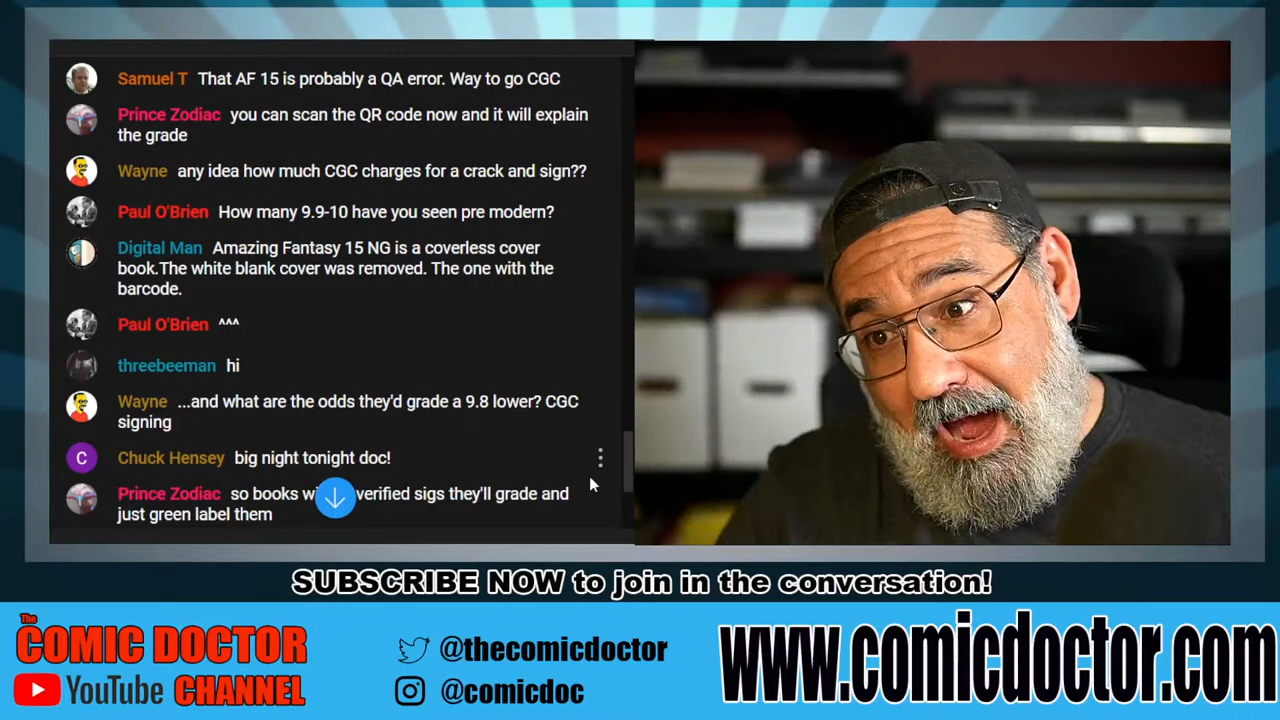 Samuel T That AF 15 is probably a QA error. Way to go CGC
Prince Zodiac you can scan the QR code now and it will explain
the grade
Wayne any idea how much CGC charges for a crack and sign??
Paul O'Brien How many 9.9-10 have you seen pre modern?
Digital Man Amazing Fantasy 15 NG is a coverless cover
book.The white blank cover was removed. The one with the
barcode.
Paul O'Brien ^^^
threebeeman hi
Wayne ...and what are the odds they'd grade a 9.8 lower? CGC
signing
C Chuck Hensey big night tonight doc!
Prince Zodiac so books verified sigs they'll grade and
just green label them
SUBSCRIBE NOW to join in the conversation!
The
COMIC DOCTOR
YouTube CHANNEL
@thecomicdoctor
@comicdoc
www.comicdoctor.com